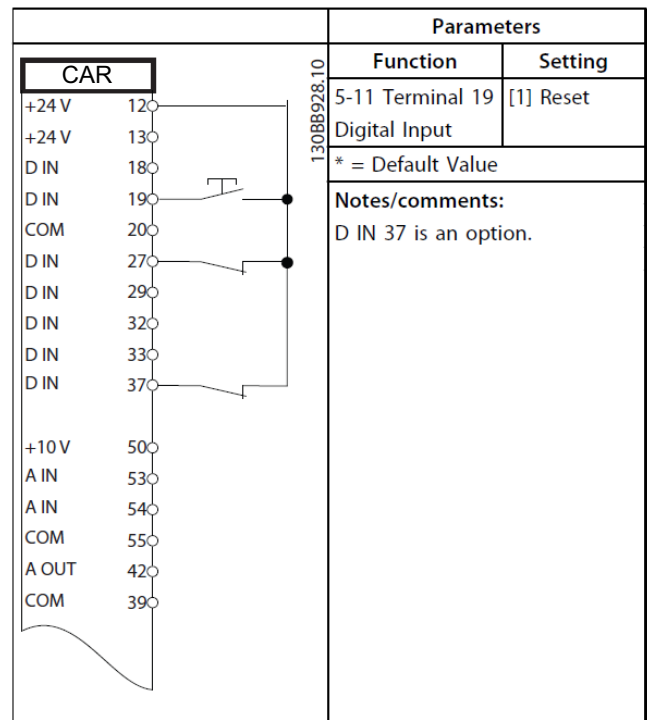 CAR
+24 V 12
+24 V 13
D IN 18
D IN 19
COM 20
D IN 27
D IN 29
D IN 32
D IN 33
D IN 37
+10 V 50
A IN 53
A IN 54
COM 55
A OUT 42
COM 39
130BB928.10
Parameters
Function Setting
5-11 Terminal 19 [1] Reset
Digital Input
* = Default Value
Notes/comments:
D IN 37 is an option.